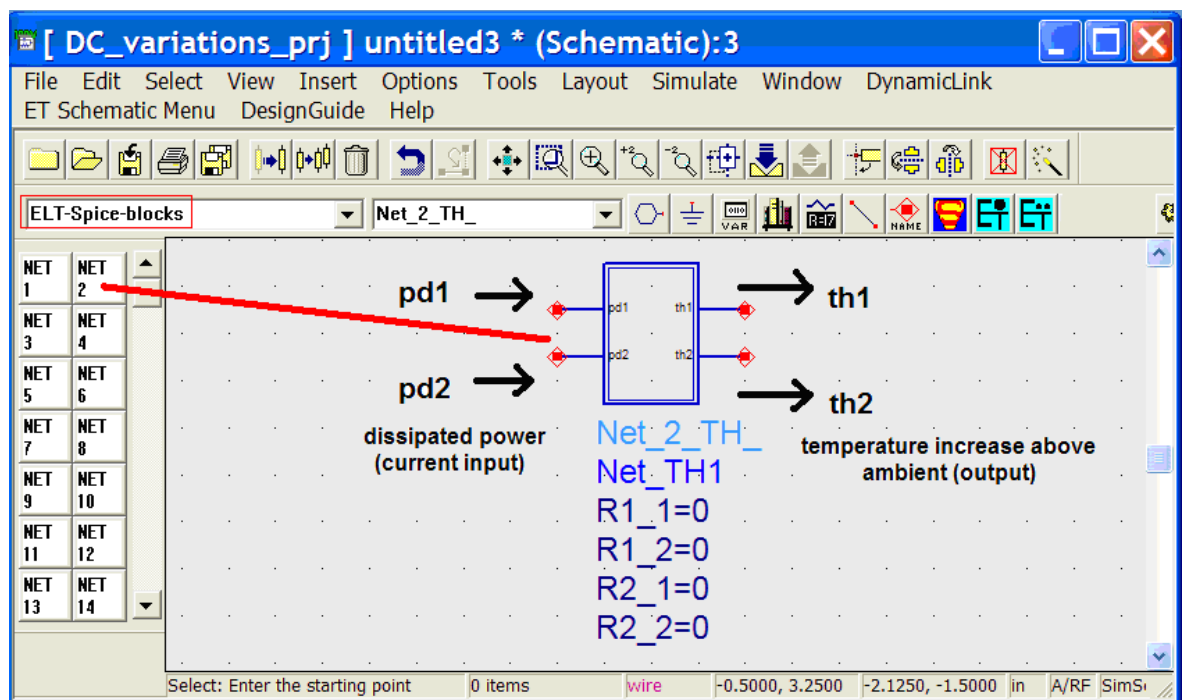 [ DC_variations_prj ] untitled3 * (Schematic):3
File Edit Select View Insert Options Tools Layout Simulate Window DynamicLink
ET Schematic Menu DesignGuide Help
+2 -2
ELT-Spice-blocks Net_2_TH_ VAR NAME
NET 1 NET 2
NET 3 NET 4
NET 5 NET 6
NET 7 NET 8
NET 9 NET 10
NET 11 NET 12
NET 13 NET 14
pd1 pd1 th1 th1
pd2 pd2 th2 th2
dissipated power
(current input)
temperature increase above
ambient (output)
Net_2_TH_
Net_TH1
R1_1=0
R1_2=0
R2_1=0
R2_2=0
Select: Enter the starting point 0 items wire -0.5000, 3.2500 -2.1250, -1.5000 in A/RF